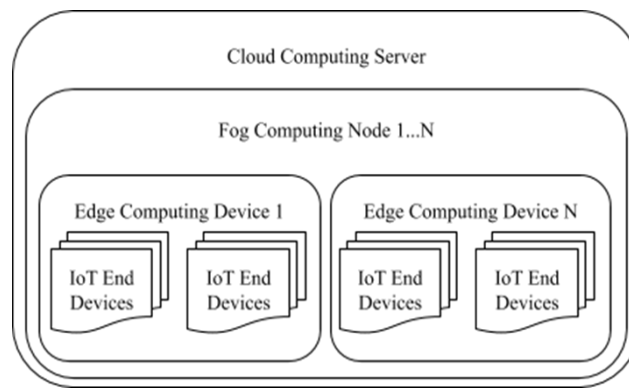 Cloud Computing Server
Fog Computing Node 1...N
Edge Computing Device 1
IoT End
Devices
IoT End
Devices
Edge Computing Device N
IoT End
Devices
IoT End
Devices